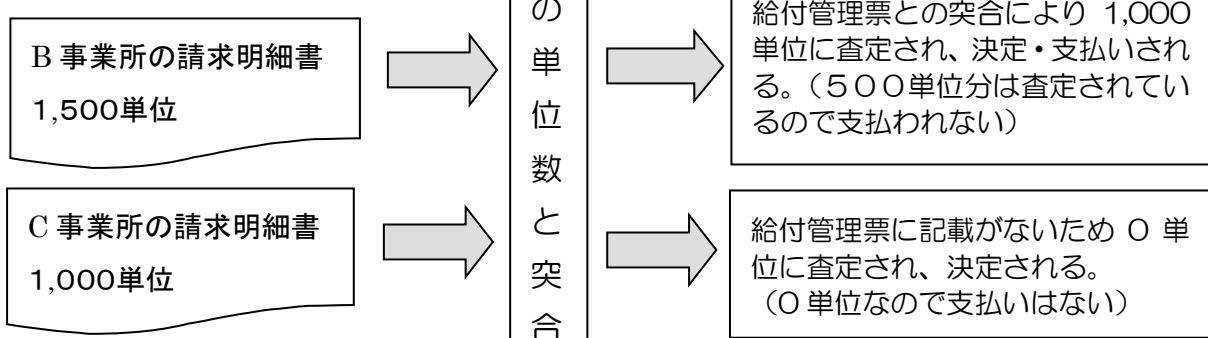 B 事業所の請求明細書
1,500単位
C 事業所の請求明細書
1,000単位
の
単
位
数
と
突
合
給付管理票との突合により 1,000
単位に査定され、決定・支払いされ
る。(500単位分は査定されてい
るので支払われない)
給付管理票に記載がないため 0 単
位に査定され、決定される。
(0 単位なので支払いはない)